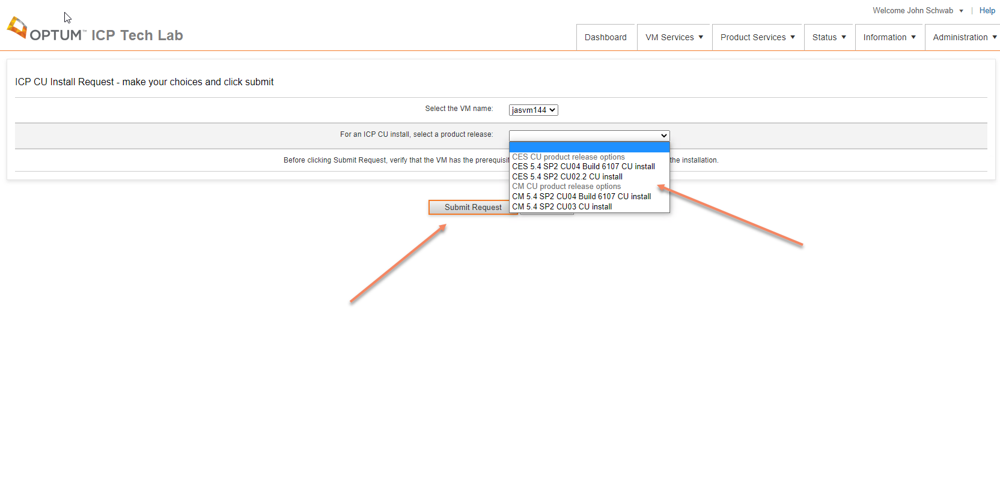 Welcome John Schwab ▼ | Help
OPTUM™ ICP Tech Lab
Dashboard
VM Services ▼
Product Services ▼
Status ▼
Information ▼
Administration ▼
ICP CU Install Request - make your choices and click submit
Select the VM name: jasvm144
For an ICP CU install, select a product release:
CES CU product release options
CES 5.4 SP2 CU04 Build 6107 CU install
CES 5.4 SP2 CU02.2 CU install
CM CU product release options
CM 5.4 SP2 CU04 Build 6107 CU install
CM 5.4 SP2 CU03 CU install
Before clicking Submit Request, verify that the VM has the the installation.
Submit Request